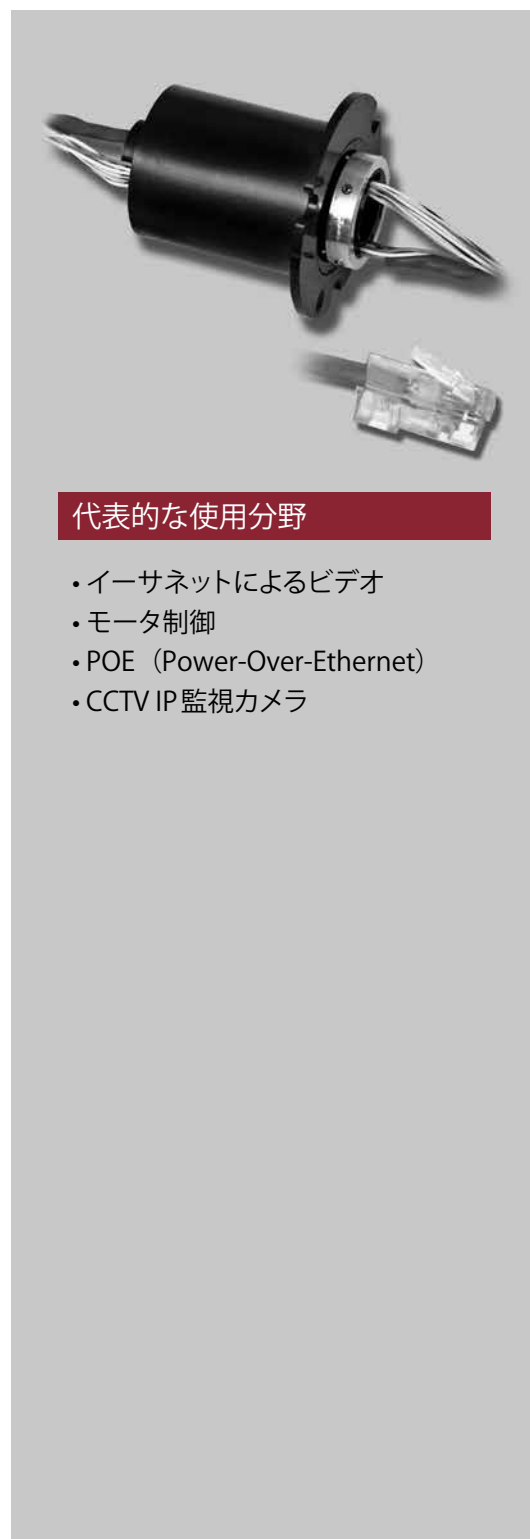 代表的な使用分野
• イーサネットによるビデオ
• モータ制御
• POE（Power-Over-Ethernet）
• CCTV IP監視カメラ